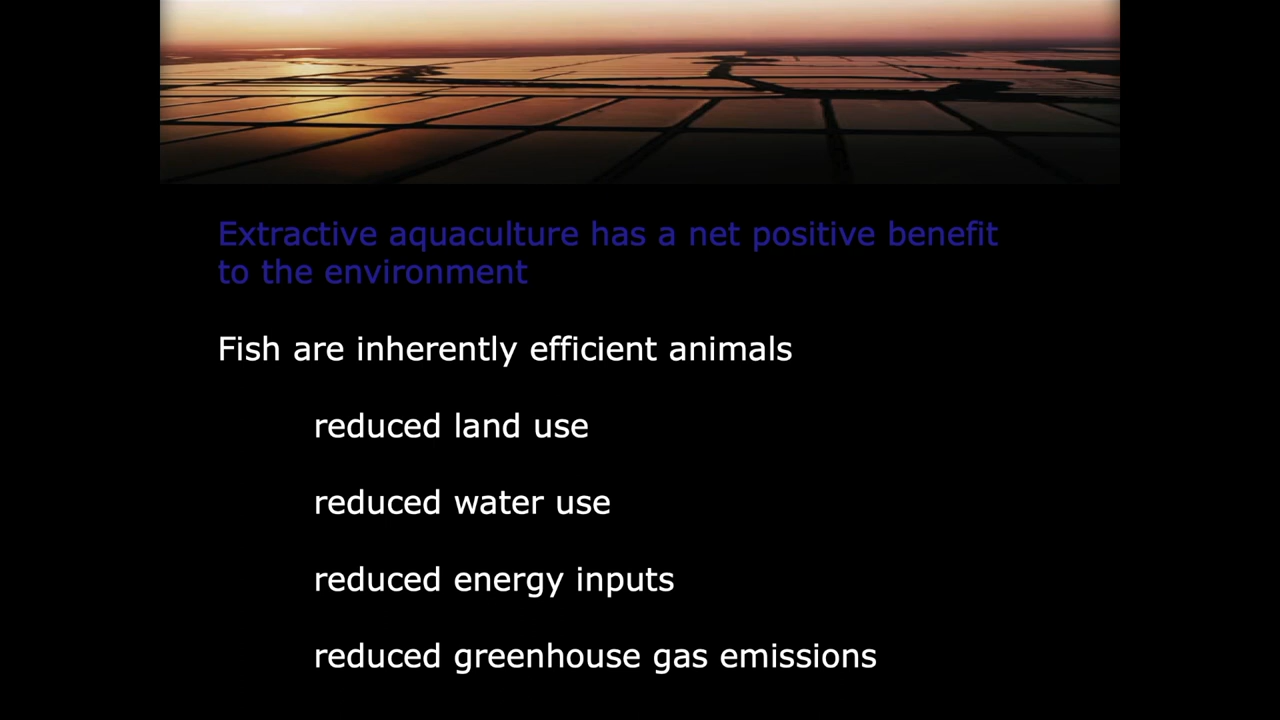 Extractive aquaculture has a net positive benefit
to the environment
Fish are inherently efficient animals
reduced land use
reduced water use
reduced energy inputs
reduced greenhouse gas emissions